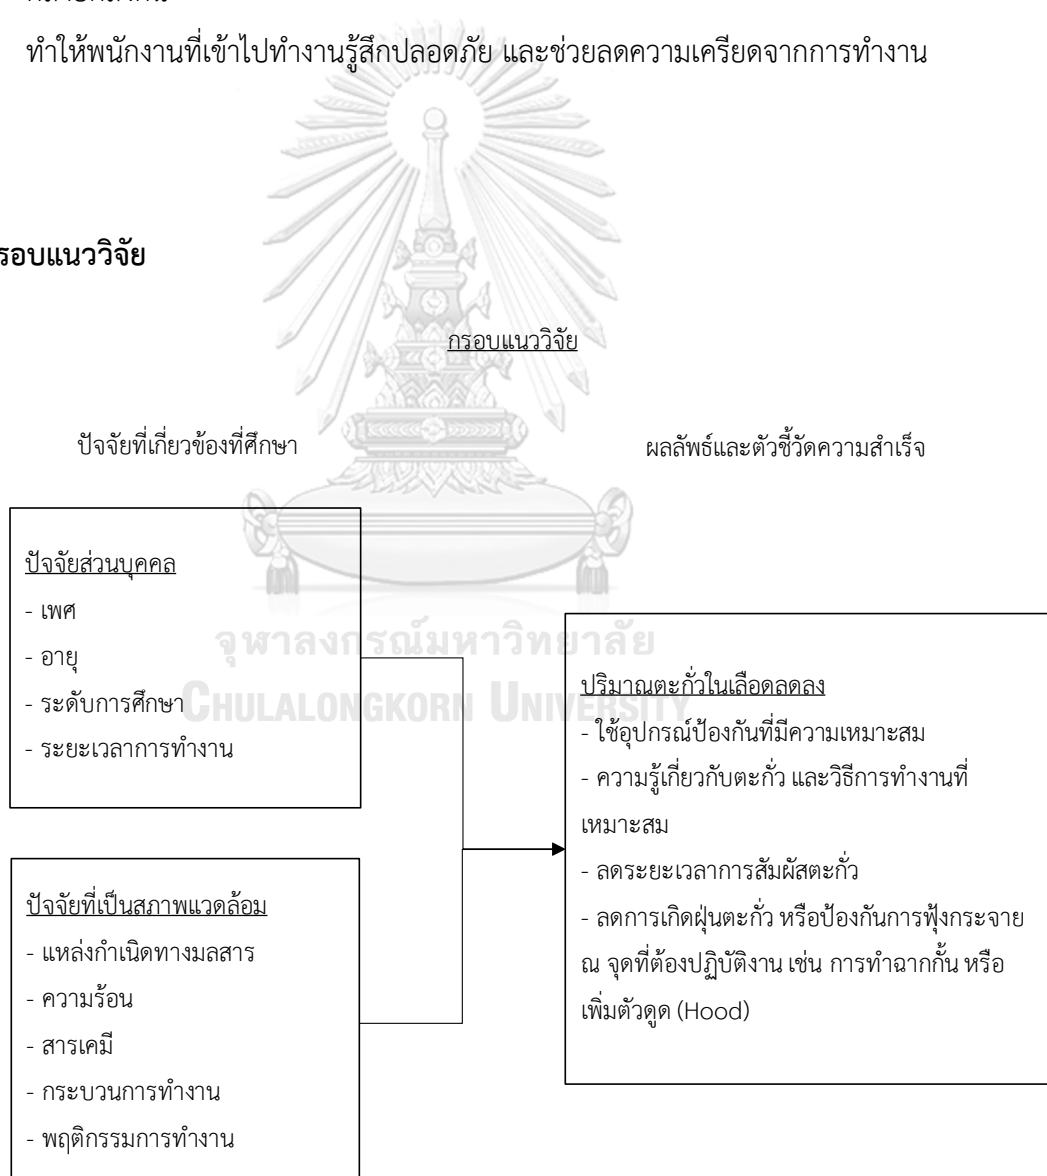 ทำให้พนักงานที่เข้าไปทำงานรู้สึกปลอดภัย และช่วยลดความเครียดจากการทำงาน
รอบแนววิจัย
กรอบแนววิจัย
ปัจจัยที่เกี่ยวข้องที่ศึกษา
ผลลัพธ์และตัวชี้วัดความสำเร็จ
ปัจจัยส่วนบุคคล
- เพศ
- อายุ
- ระดับการศึกษา
- ระยะเวลาการทำงาน
จุฬาลงกรณ์มหาวิทยาลัย
CHULALONGKORN UNIVERSITY
ปริมาณตะกั่วในเลือดลดลง
- ใช้อุปกรณ์ป้องกันที่มีความเหมาะสม
- ความรู้เกี่ยวกับตะกั่ว และวิธีการทำงานที่
เหมาะสม
- ลดระยะเวลาการสัมผัสตะกั่ว
- ลดการเกิดฝุ่นตะกั่ว หรือป้องกันการฟุ้งกระจาย
ณ จุดที่ต้องปฏิบัติงาน เช่น การทำฉากกั้น หรือ
เพิ่มตัวดูด (Hood)
ปัจจัยที่เป็นสภาพแวดล้อม
- แหล่งกำเนิดทางมลสาร
- ความร้อน
- สารเคมี
- กระบวนการทำงาน
- พฤติกรรมการทำงาน